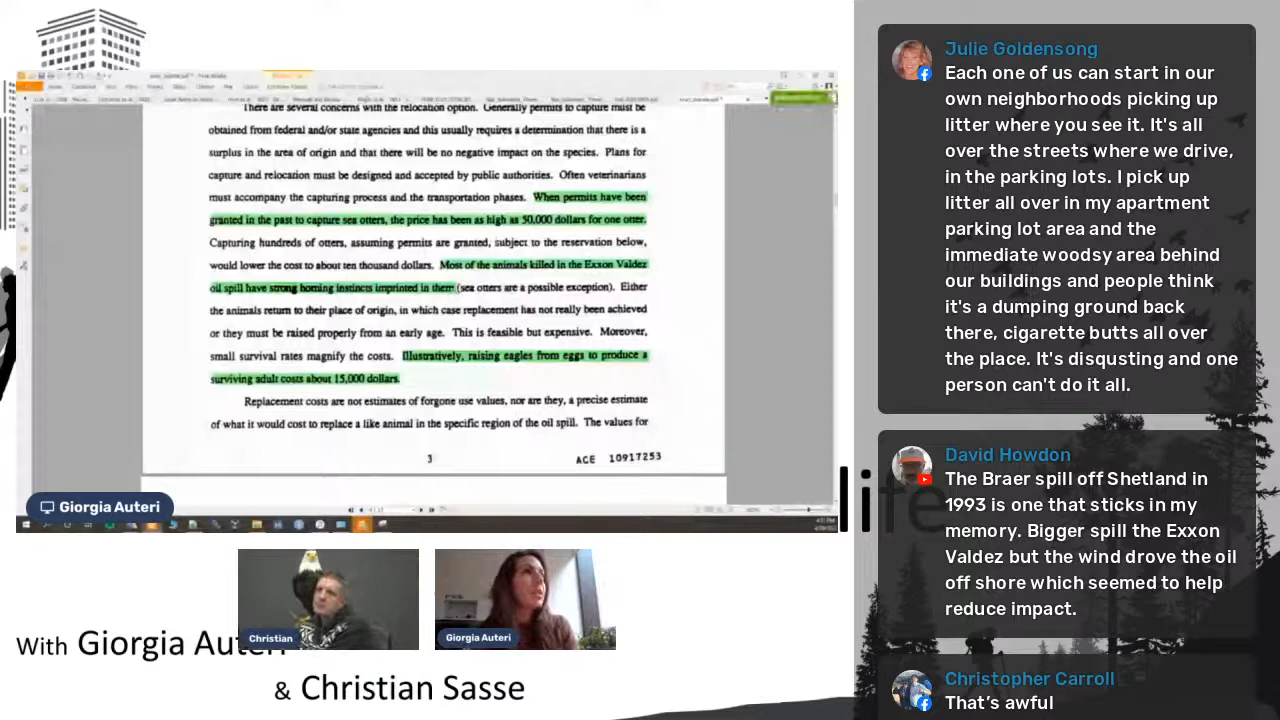 There are several concerns with the relocation option. Generally permits to capture must be
obtained from federal and/or state agencies and this usually requires a determination that there is a
surplus in the area of origin and that there will be no negative impact on the species. Plans for
capture and relocation must be designed and accepted by public authorities. Often veterinarians
must accompany the capturing process and the transportation phases. When permits have been
granted in the past to capture sea otters, the price has been as high as 50,000 dollars for one otter.
Capturing hundreds of otters, assuming permits are granted, subject to the reservation below,
would lower the cost to about ten thousand dollars. Most of the animals killed in the Exxon Valdez
oil spill have strong homing instincts imprinted in them (sea otters are a possible exception). Either
the animals return to their place of origin, in which case replacement has not really been achieved
or they must be raised properly from an early age. This is feasible but expensive. Moreover,
small survival rates magnify the costs. Illustratively, raising eagles from eggs to produce a
surviving adult costs about 15,000 dollars.
Replacement costs are not estimates of forgone use values, nor are they, a precise estimate
of what it would cost to replace a like animal in the specific region of the oil spill. The values for
3
ACE 10917253
Giorgia Auteri
life
Christian
Giorgia Auteri
With Giorgia Auteri
& Christian Sasse
Julie Goldensong
Each one of us can start in our
own neighborhoods picking up
litter where you see it. It's all
over the streets where we drive,
in the parking lots. I pick up
litter all over in my apartment
parking lot area and the
immediate woodsy area behind
our buildings and people think
it's a dumping ground back
there, cigarette butts all over
the place. It's disqusting and one
person can't do it all.
David Howdon
The Braer spill off Shetland in
1993 is one that sticks in my
memory. Bigger spill the Exxon
Valdez but the wind drove the oil
off shore which seemed to help
reduce impact.
Christopher Carroll
That's awful